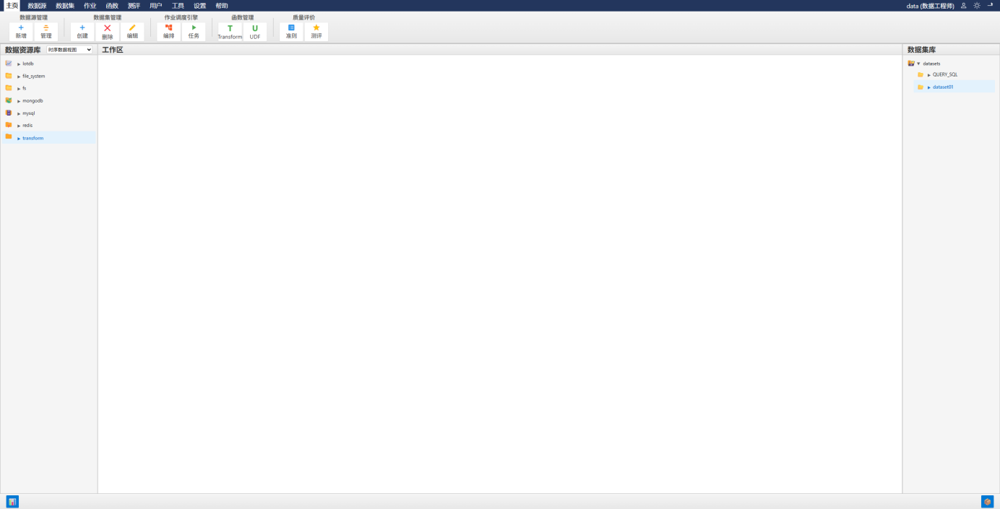 主页 数据源 数据集 作业 函数 测评 用户 工具 设置 帮助 data (数据工程师)
数据源管理 数据集管理 作业调度引擎 函数管理 质量评价
新增 管理 创建 删除 编辑 编排 任务 Transform UDF 准则 测评
数据资源库 时序数据视图 工作区 数据集库
iotdb
file_system
fs
mongodb
mysql
redis
transform
datasets
QUERY_SQL
dataset01